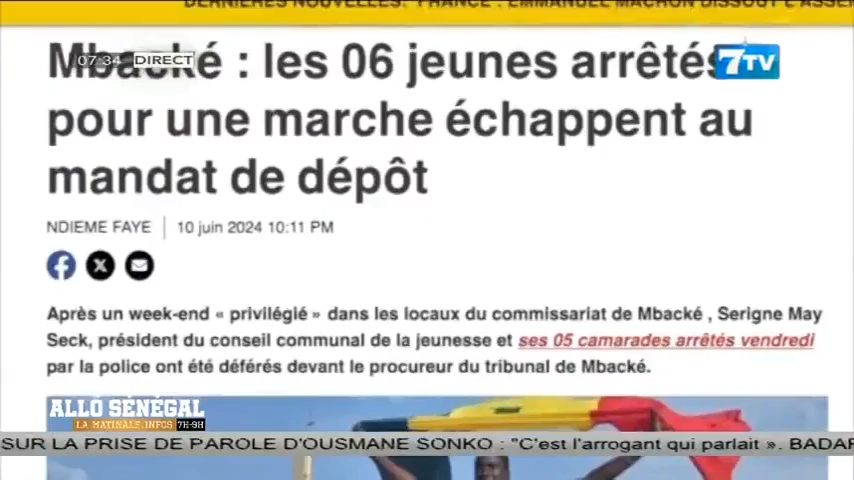 DERNIÈRES NOUVELLES: FRANCE : EMMANUEL MACRON DISSOUT L'ASSEM
07:34 DIRECT
7TV
Mbacké : les 06 jeunes arrêtés
pour une marche échappent au
mandat de dépôt
NDIEME FAYE | 10 juin 2024 10:11 PM
Après un week-end « privilégié » dans les locaux du commissariat de Mbacké , Serigne May
Seck, président du conseil communal de la jeunesse et ses 05 camarades arrêtés vendredi
par la police ont été déférés devant le procureur du tribunal de Mbacké.
ALLÔ SÉNÉGAL
LA MATINALE INFOS 7H-9H
SUR LA PRISE DE PAROLE D'OUSMANE SONKO : "C'est l'arrogant qui parlait ». BADAR